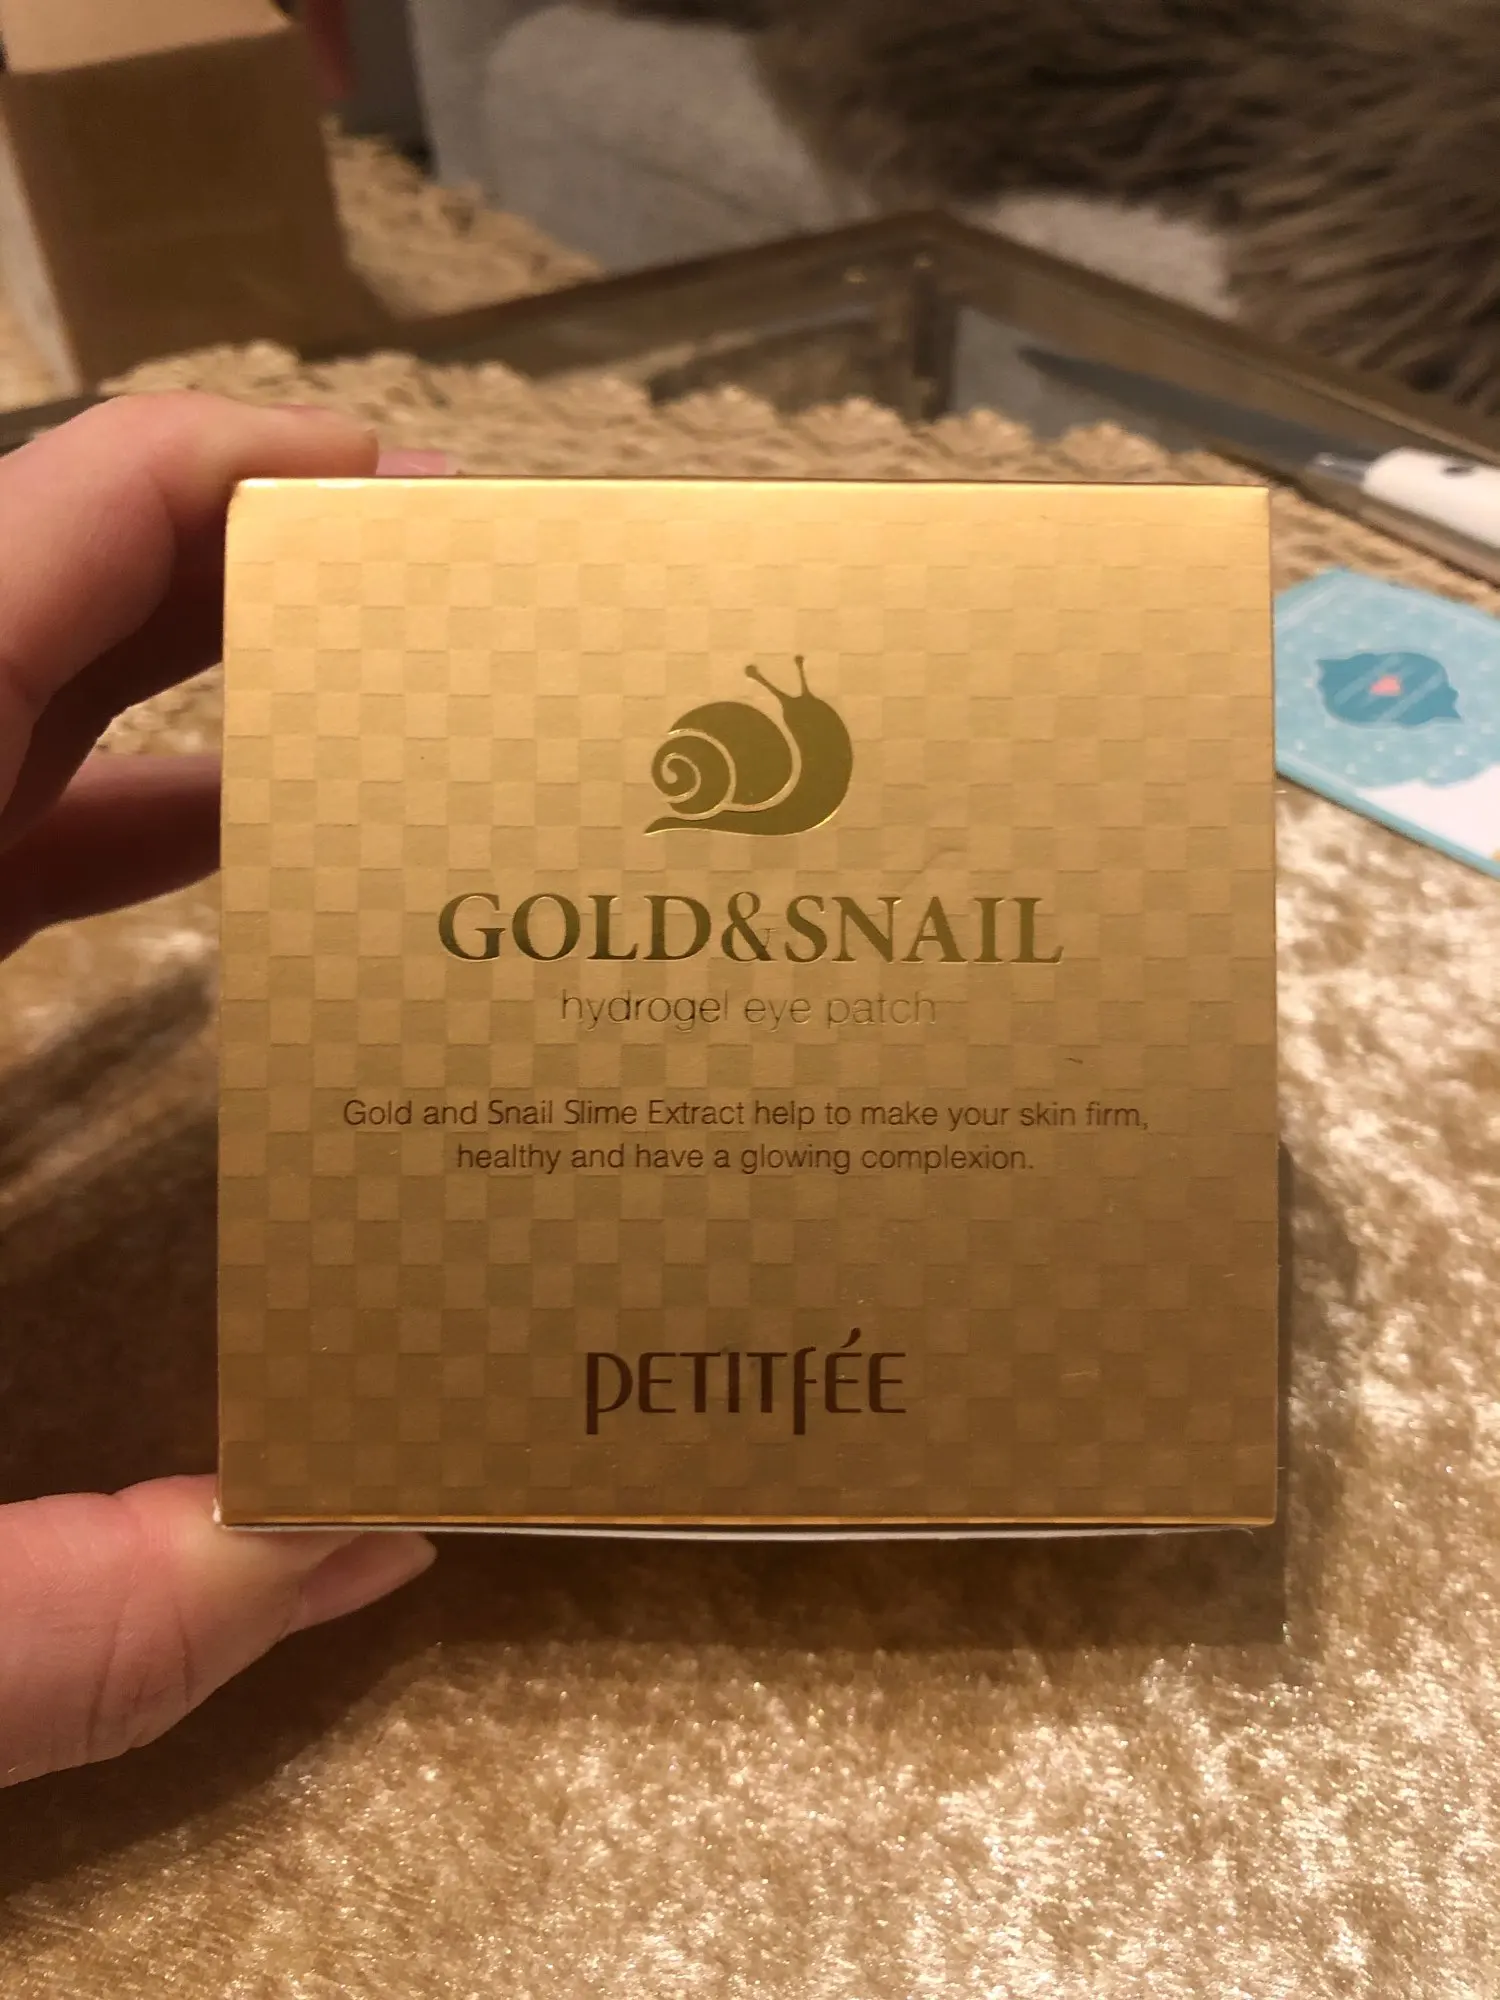 GOLD&SNAIL
hydrogel eye patch
Gold and Snail Slime Extract help to make your skin firm,
healthy and have a glowing complexion.
PETITFÉE